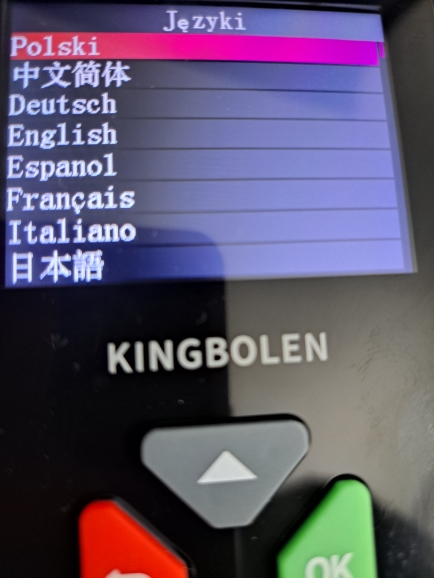 Języki
Polski
中文简体
Deutsch
English
Espanol
Français
Italiano
日本語
KINGBOLEN
OK